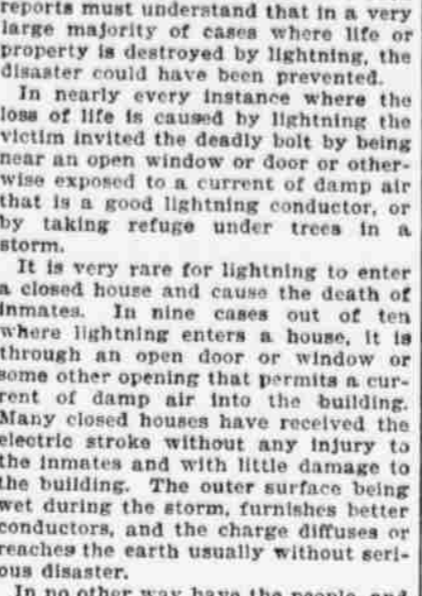 reports must understand that in a very
large majority of cases where life or
property is destroyed by lightning, the
disaster could have been prevented.
In nearly every instance where the
loss of life is caused by lightning the
victim invited the deadly bolt by being
near an open window or door or other-
wise exposed to a current of damp air
that is a good lightning conductor, or
by taking refuge under trees in a
storm.
It is very rare for lightning to enter
a closed house and cause the death of
inmates. In nine cases out of ten
where lightning enters a house, it is
through an open door or window or
some other opening that permits a cur-
rent of damp air into the building.
Many closed houses have received the
electric stroke without any injury to
the inmates and with little damage to
the building. The outer surface being
wet during the storm, furnishes better
conductors, and the charge diffuses or
reaches the earth usually without seri-
ous disaster.
In no other way have the people, and